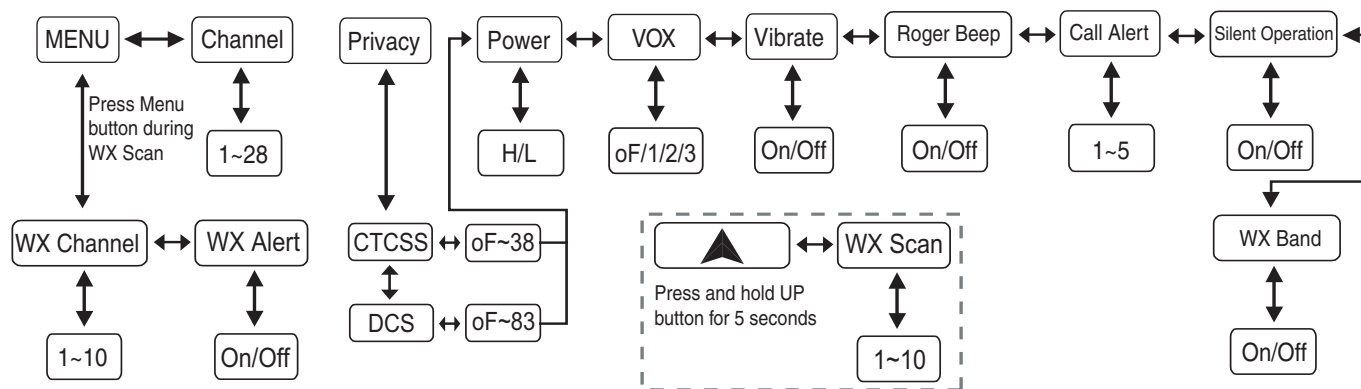 MENU
Channel
Privacy
Power
VOX
Vibrate
Roger Beep
Call Alert
Silent Operation
Press Menu
button during
WX Scan
1~28
H/L
oF/1/2/3
On/Off
On/Off
1~5
On/Off
WX Channel
WX Alert
CTCSS
oF~38
WX Scan
WX Band
Press and hold UP
button for 5 seconds
DCS
oF~83
1~10
On/Off
1~10
On/Off